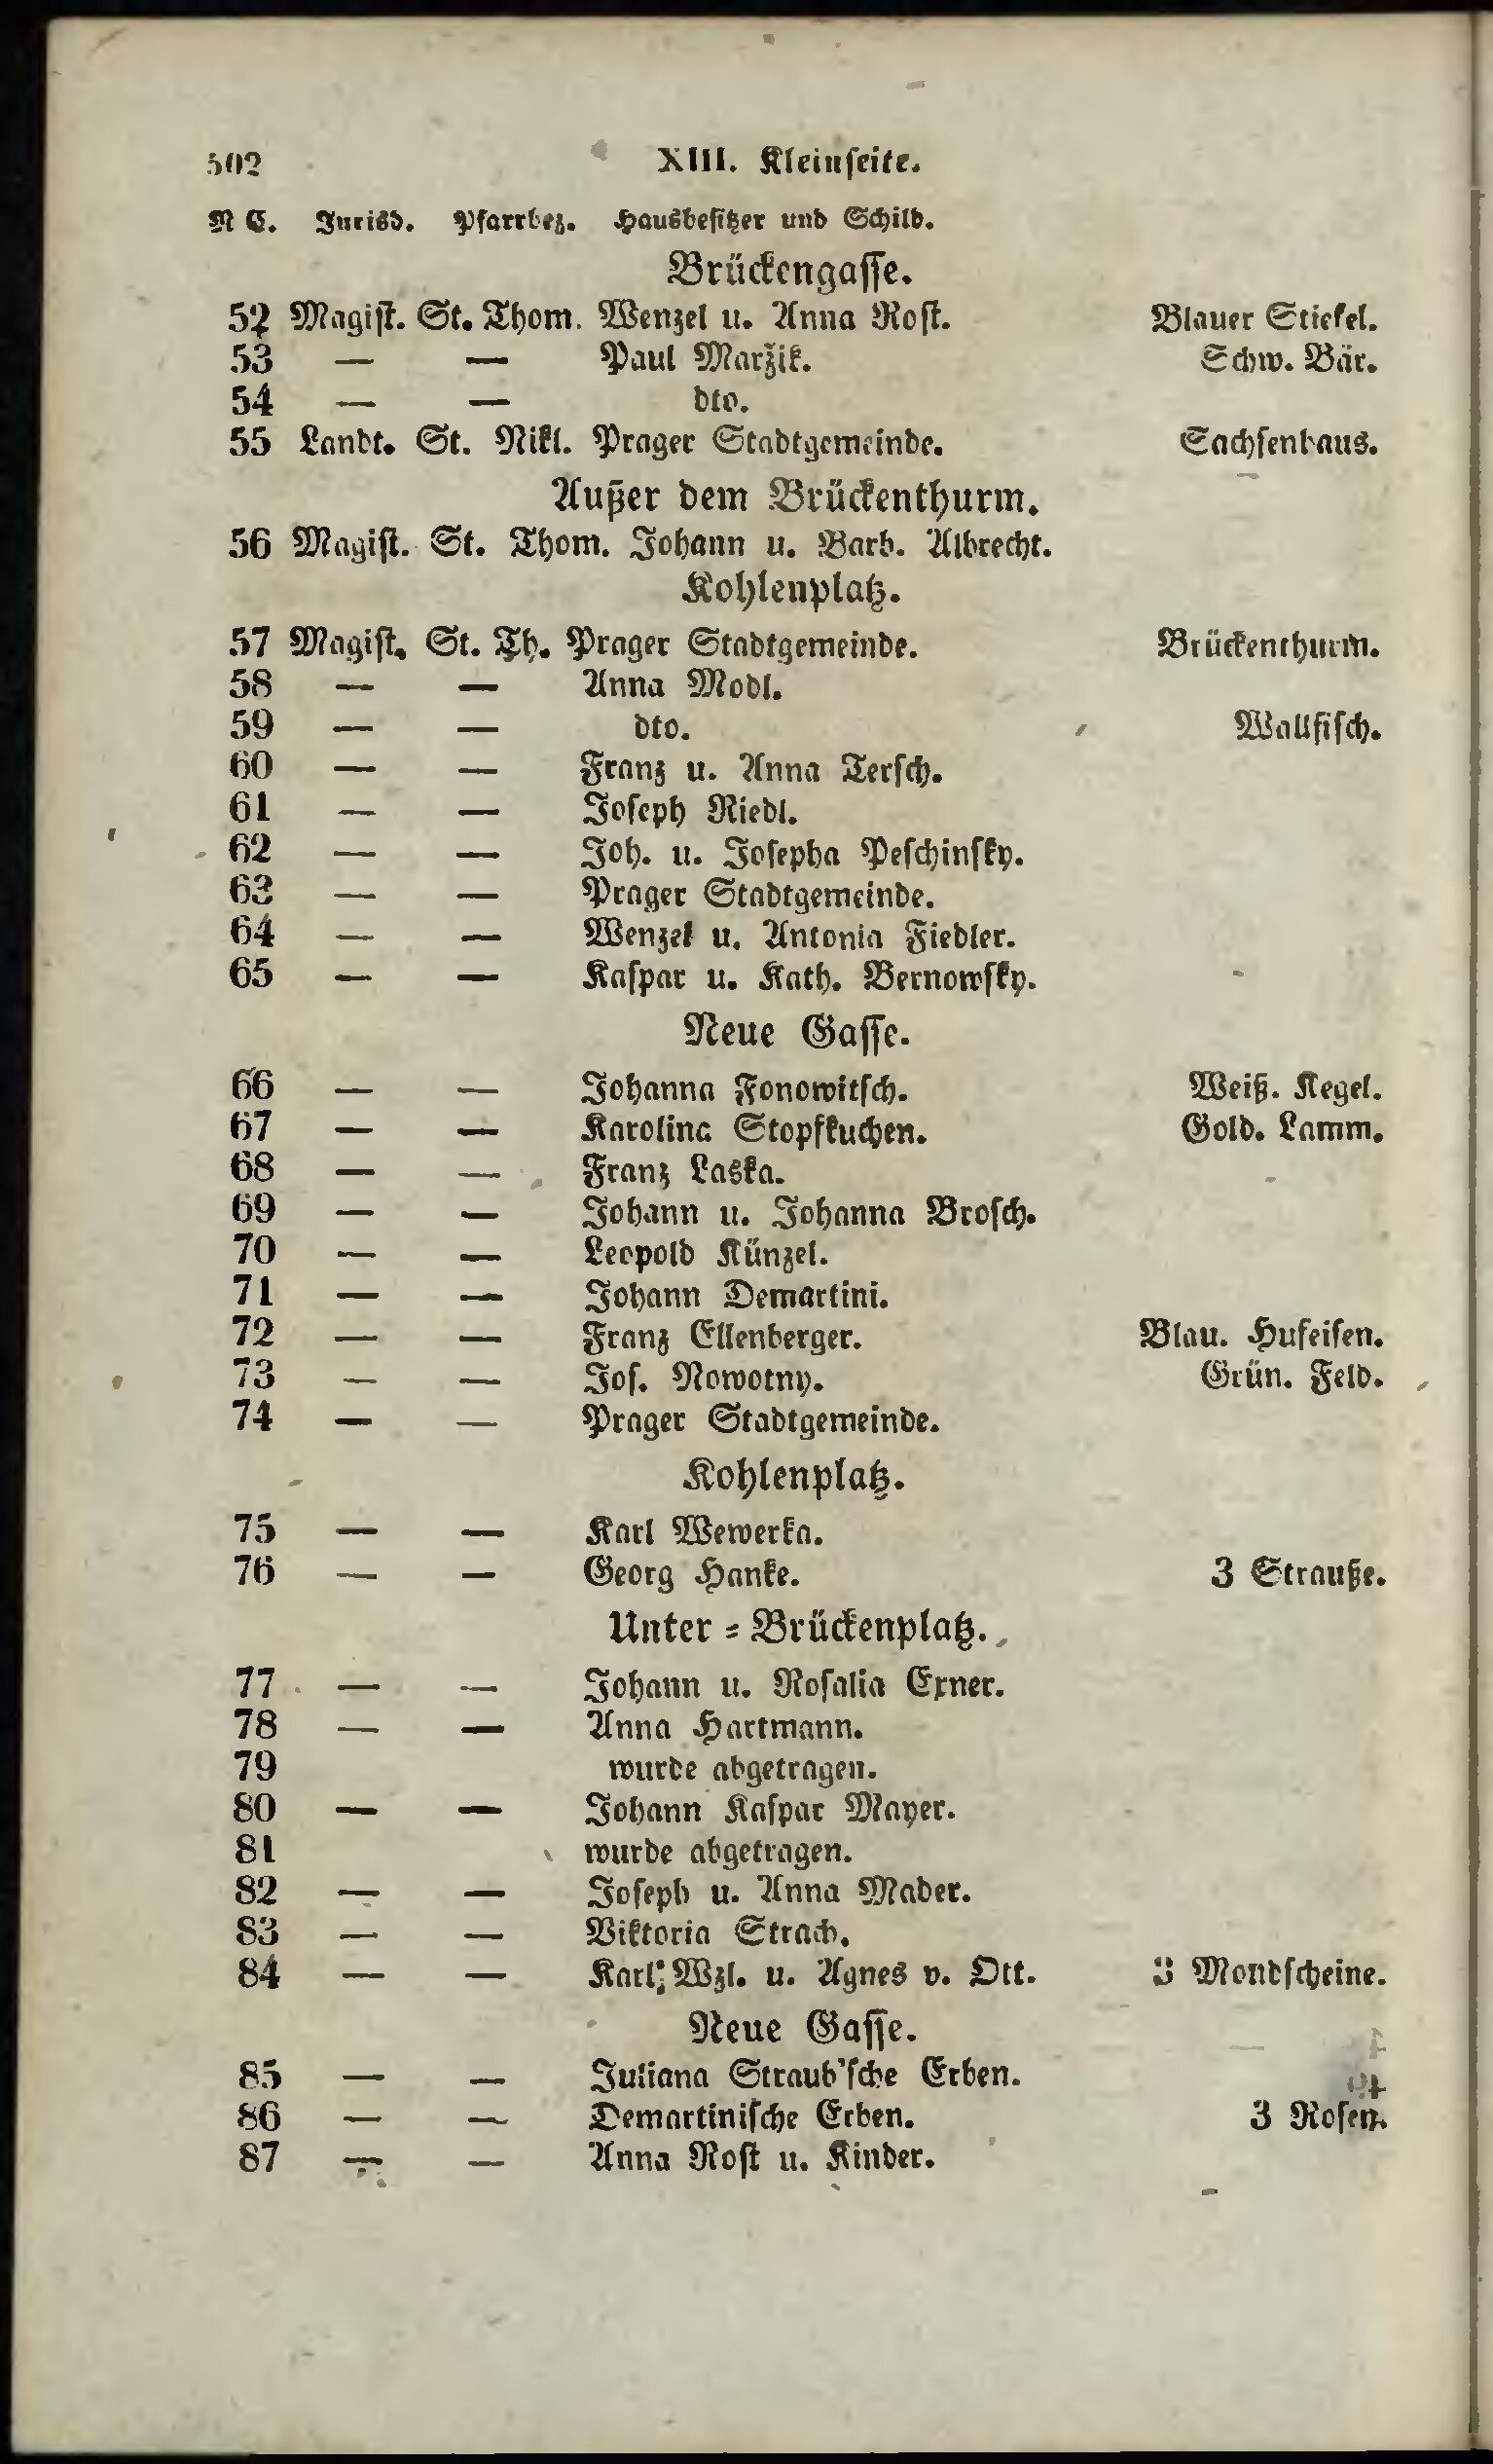 502 XIII. Kleinseite.
N C. Jurisd. Pfarrbez. Hausbesitzer und Schild.
Brückengasse.
52 Magist. St. Thom. Wenzel u. Anna Rost. Blauer Stiefel.
53 — — Paul Maržik. Schw. Bär.
54 — — dto.
55 Landt. St. Nikl. Prager Stadtgemeinde. Sachsenhaus.
Außer dem Brückenthurm.
56 Magist. St. Thom. Johann u. Barb. Albrecht.
Kohlenplatz.
57 Magist. St. Th. Prager Stadtgemeinde. Brückenthurm.
58 — — Anna Modl.
59 — — dto. Wallfisch.
60 — — Franz u. Anna Tersch.
61 — — Joseph Riedl.
62 — — Joh. u. Josepha Peschinsky.
63 — — Prager Stadtgemeinde.
64 — — Wenzel u. Antonia Fiedler.
65 — — Kaspar u. Kath. Bernowsky.
Neue Gasse.
66 — — Johanna Fonowitsch. Weiß. Kegel.
67 — — Karolina Stopfkuchen. Gold. Lamm.
68 — — Franz Laska.
69 — — Johann u. Johanna Brosch.
70 — — Leopold Künzel.
71 — — Johann Demartini.
72 — — Franz Ellenberger. Blau. Hufeisen.
73 — — Jos. Nowotny. Grün. Feld.
74 — — Prager Stadtgemeinde.
Kohlenplatz.
75 — — Karl Wewerka.
76 — — Georg Hanke. 3 Strauße.
Unter-Brückenplatz.
77 — — Johann u. Rosalia Exner.
78 — — Anna Hartmann.
79 wurde abgetragen.
80 — — Johann Kaspar Mayer.
81 wurde abgetragen.
82 — — Joseph u. Anna Mader.
83 — — Viktoria Strach.
84 — — Karl, Wzl. u. Agnes v. Ott. 3 Mondscheine.
Neue Gasse.
85 — — Juliana Straub'sche Erben.
86 — — Demartinische Erben. 3 Rosen.
87 — — Anna Rost u. Kinder.